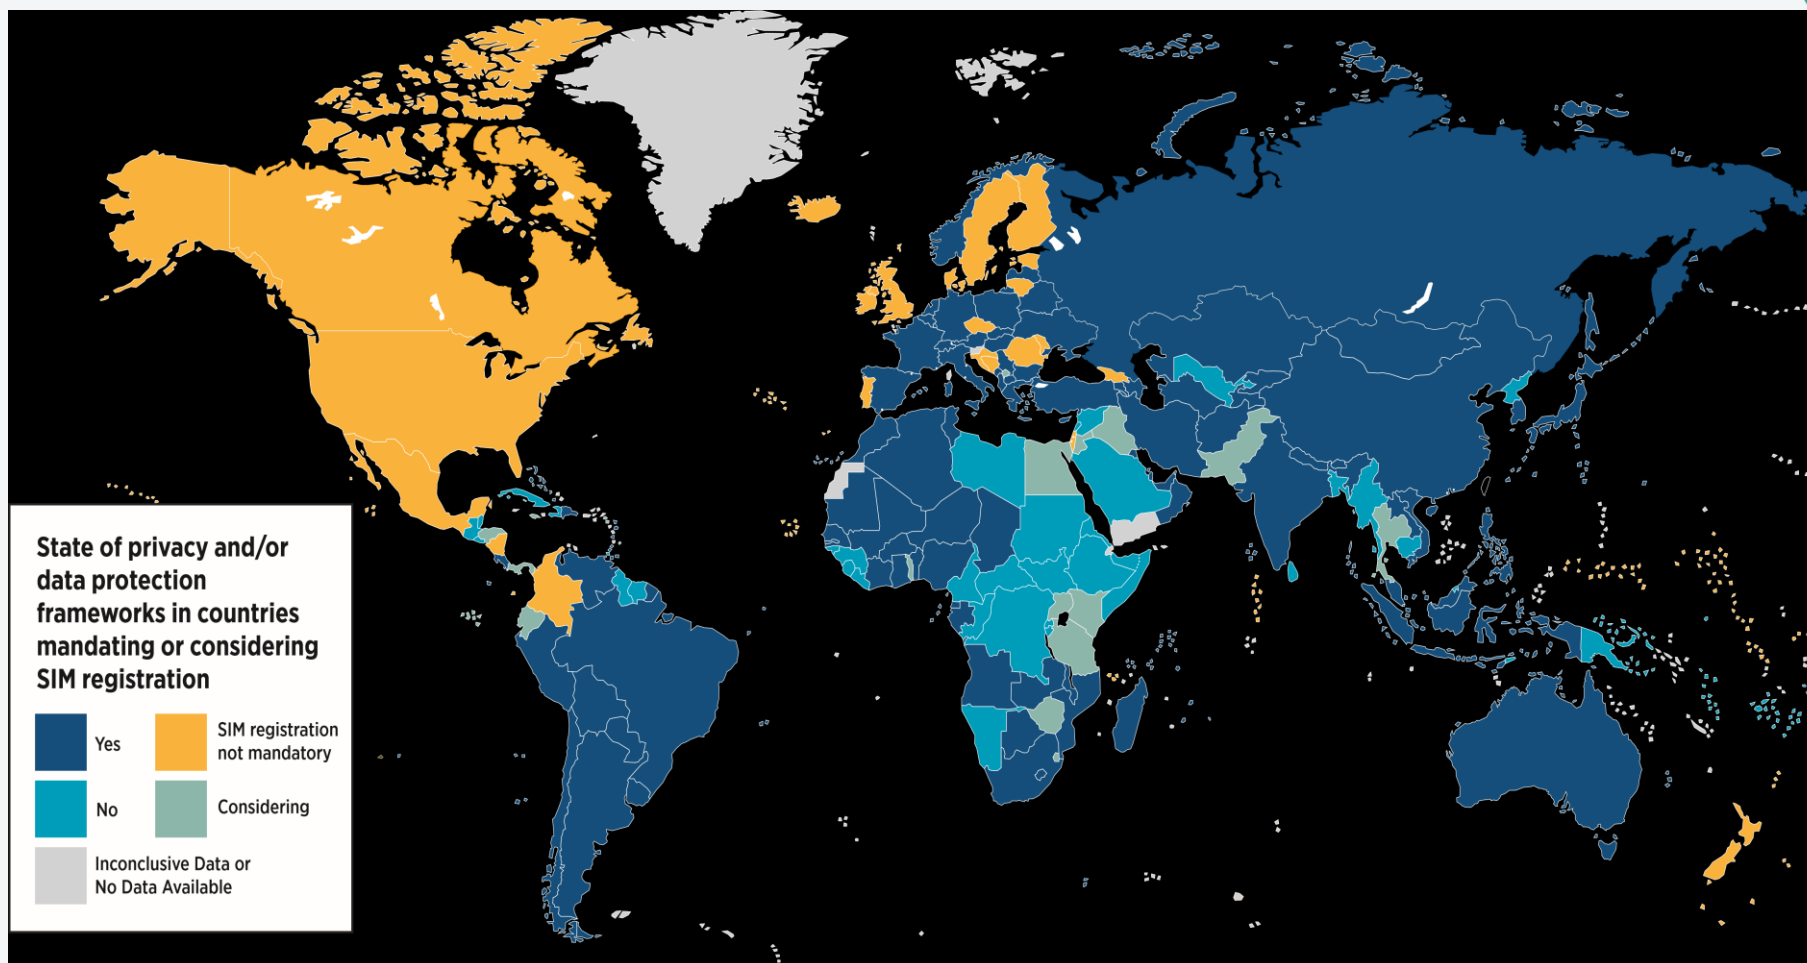 State of privacy and/or
data protection
frameworks in countries
mandating or considering
SIM registration
Yes
SIM registration
not mandatory
No
Considering
Inconclusive Data or
No Data Available